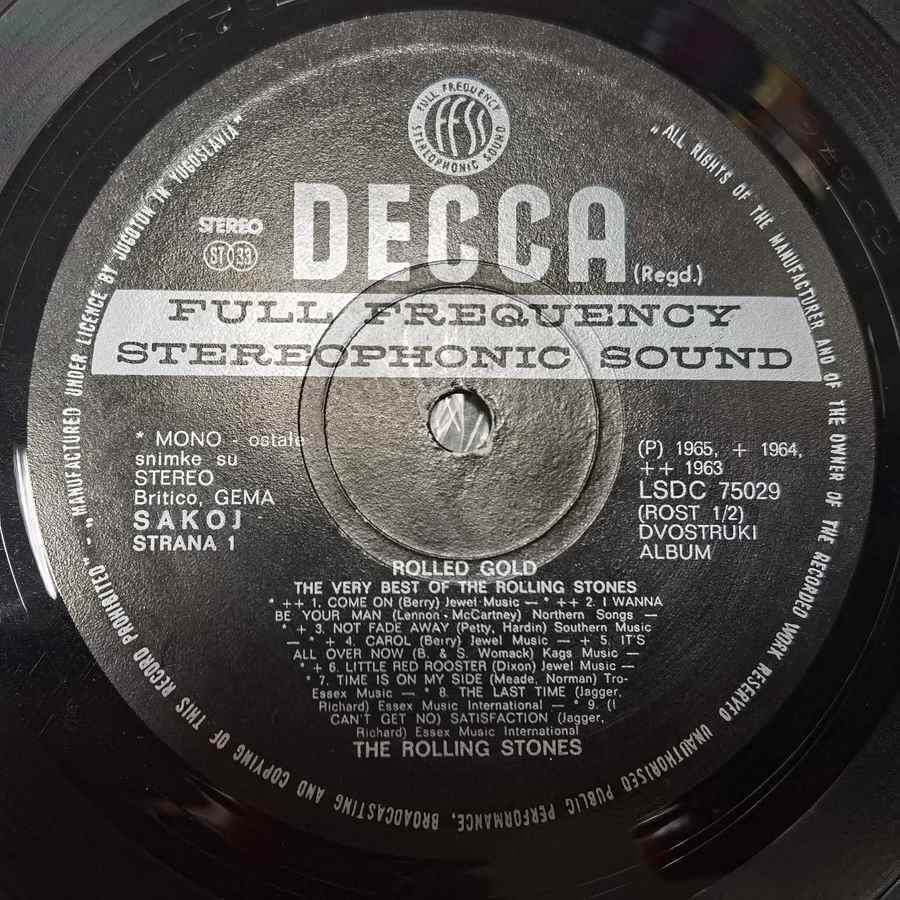 FULL FREQUENCY
FFSS
STEREOPHONIC SOUND
DECCA
(Regd.)
STEREO
ST 33
FULL FREQUENCY
STEREOPHONIC SOUND
* MONO - ostale
snimke su
STEREO
Britico, GEMA
SAKOJ
STRANA 1
(P) 1965, + 1964,
++ 1963
LSDC 75029
(ROST 1/2)
DVOSTRUKI
ALBUM
ROLLED GOLD
THE VERY BEST OF THE ROLLING STONES
* ++ 1. COME ON (Berry) Jewel Music — * ++ 2. I WANNA
BE YOUR MAN (Lennon - McCartney) Northern Songs —
* + 3. NOT FADE AWAY (Petty, Hardin) Southern Music
— * + 4. CAROL (Berry) Jewel Music — + 5. IT'S
ALL OVER NOW (B. & S. Womack) Kags Music —
* +6. LITTLE RED ROOSTER (Dixon) Jewel Music —
* 7. TIME IS ON MY SIDE (Meade, Norman) Tro-
Essex Music — * 8. THE LAST TIME (Jagger,
Richard) Essex Music International — * 9. (I
CAN'T GET NO) SATISFACTION (Jagger,
Richard) Essex Music International
THE ROLLING STONES
„MANUFACTURED UNDER LICENCE BY JUGOTON IN YUGOSLAVIA"
„ALL RIGHTS OF THE MANUFACTURER AND OF THE OWNER OF THE RECORDED WORK RESERVED UNAUTHORISED PUBLIC PERFORMANCE, BROADCASTING AND COPYING OF THIS RECORD PROHIBITED" -